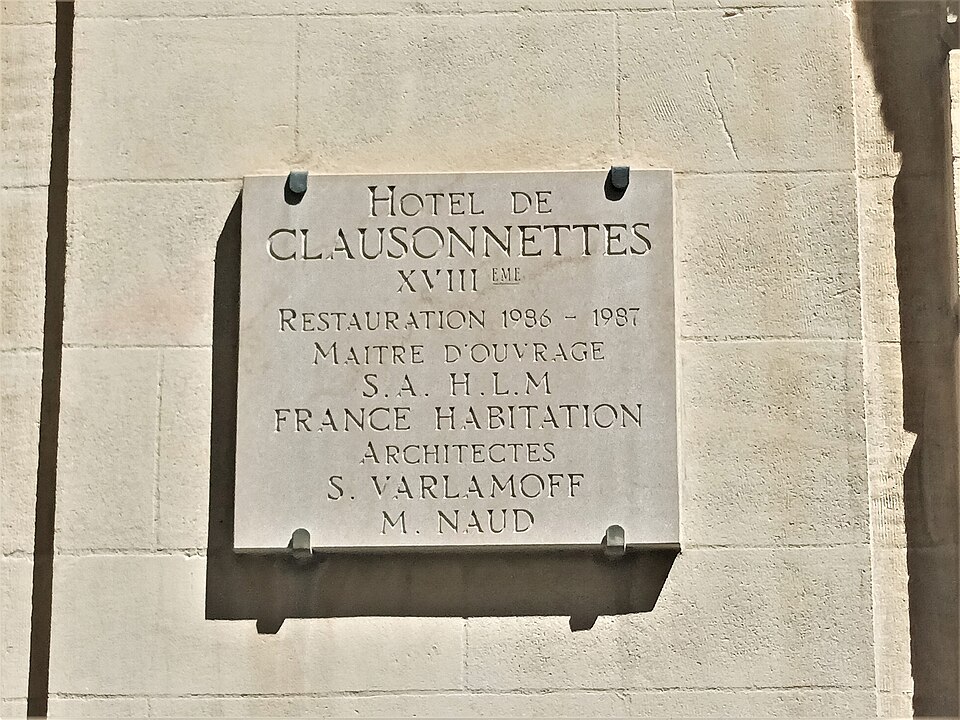 HOTEL DE
CLAUSONNETTES
XVIII EME
RESTAURATION 1986 - 1987
MAITRE D'OUVRAGE
S.A. H.L.M
FRANCE HABITATION
ARCHITECTES
S. VARLAMOFF
M. NAUD